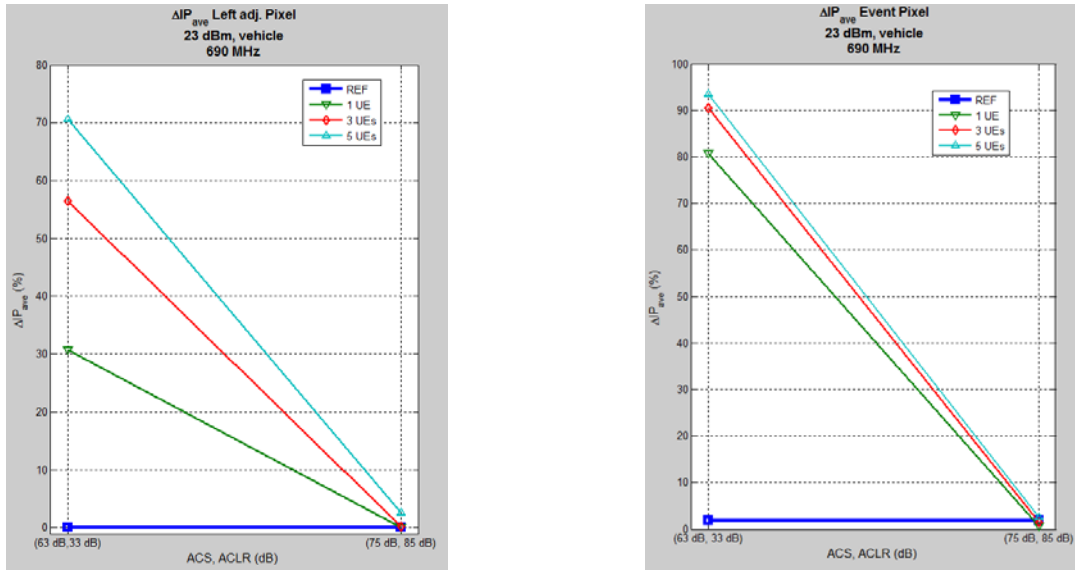 ΔIPave Left adj. Pixel
23 dBm, vehicle
690 MHz
80
70
60
50
40
30
20
10
0
ΔIPave (%)
REF
1 UE
3 UEs
5 UEs
(63 dB,33 dB)
(75 dB, 85 dB)
ACS, ACLR (dB)
ΔIPave Event Pixel
23 dBm, vehicle
690 MHz
100
90
80
70
60
50
40
30
20
10
0
ΔIPave (%)
REF
1 UE
3 UEs
5 UEs
(63 dB, 33 dB)
(75 dB, 85 dB)
ACS, ACLR (dB)